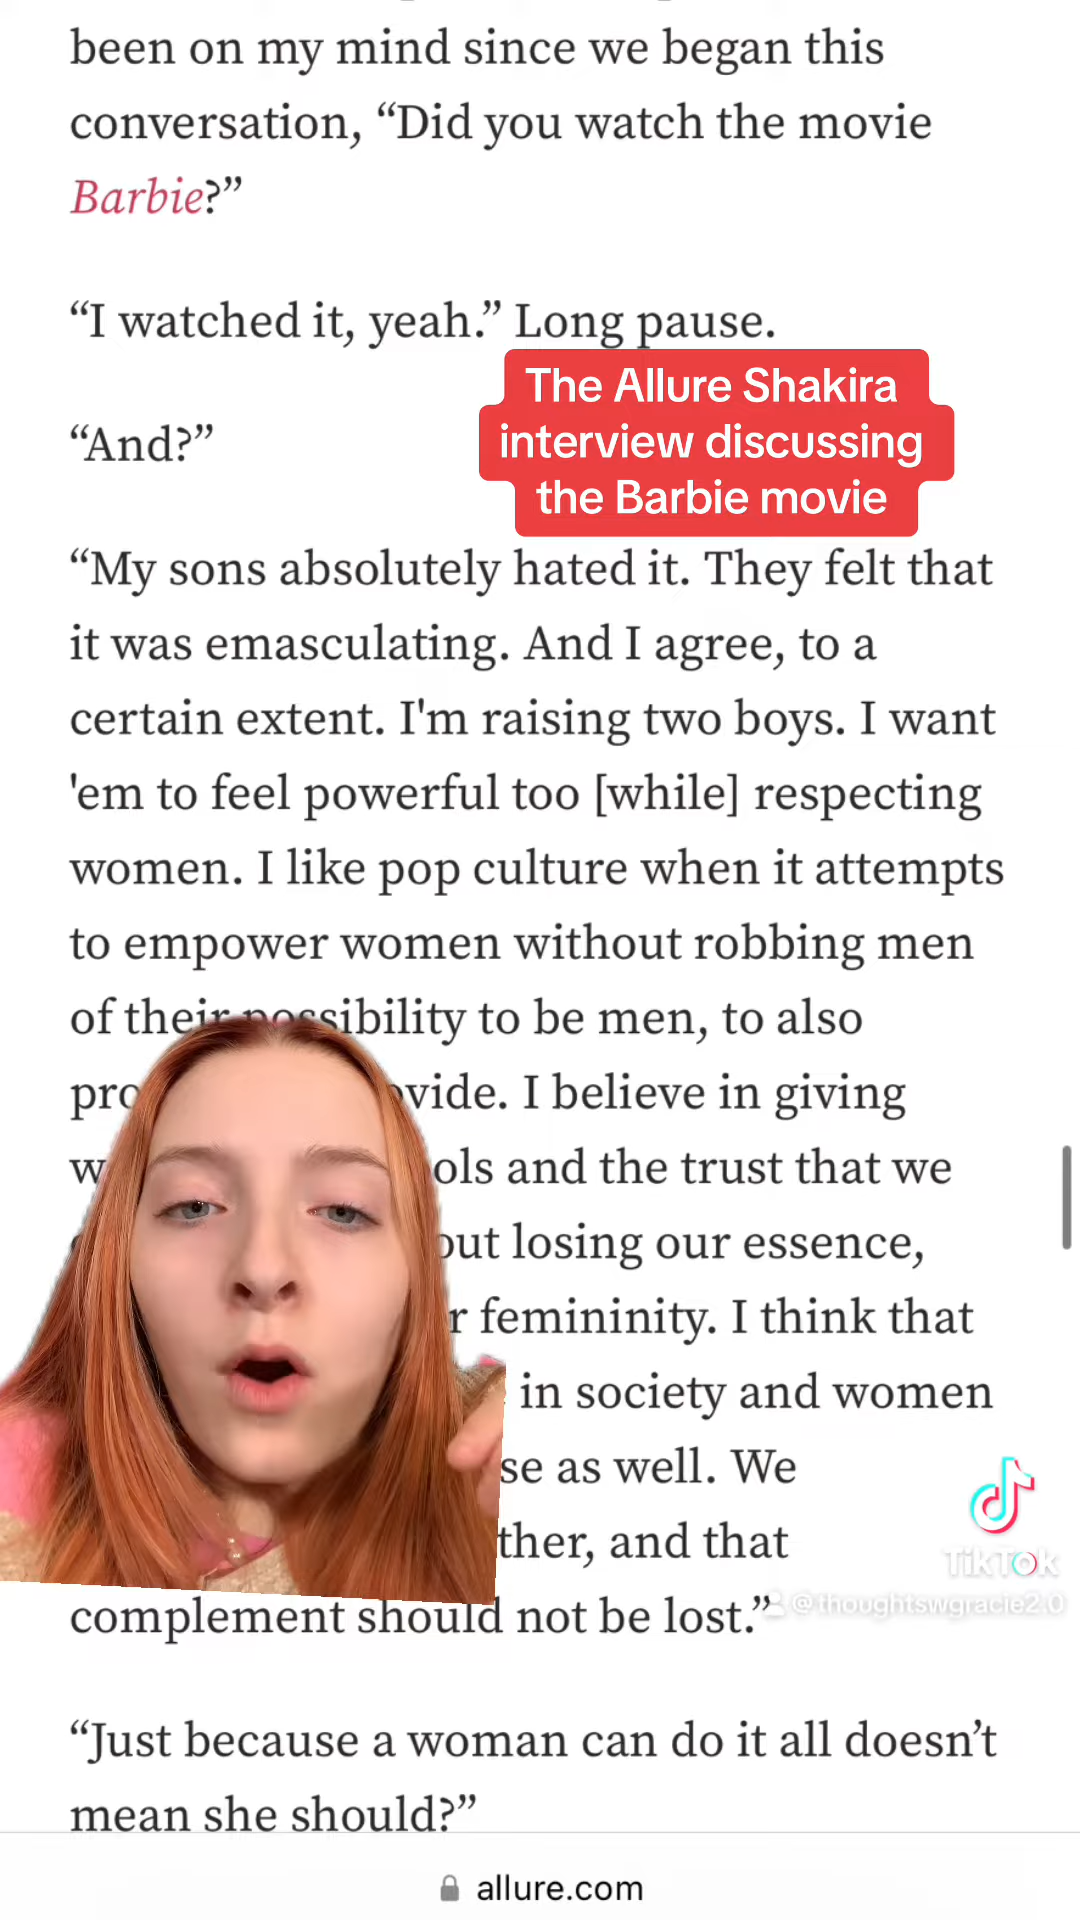 been on my mind since we began this
conversation, “Did you watch the movie
Barbie?”
“I watched it, yeah.” Long pause.
The Allure Shakira
interview discussing
the Barbie movie
“And?”
“My sons absolutely hated it. They felt that
it was emasculating. And I agree, to a
certain extent. I'm raising two boys. I want
'em to feel powerful too [while] respecting
women. I like pop culture when it attempts
to empower women without robbing men
of their possibility to be men, to also
pro vide. I believe in giving
w ols and the trust that we
out losing our essence,
r femininity. I think that
in society and women
se as well. We
ther, and that
complement should not be lost.”
“Just because a woman can do it all doesn’t
mean she should?”
TikTok
@thoughtswgracie2.0
allure.com